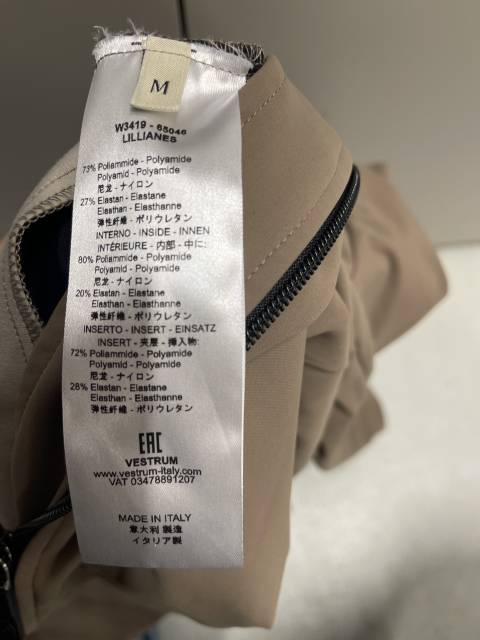 M
W3419 - 65046
LILLIANES
73% Poliammide - Polyamide
Polyamid - Polyamide
尼龙 - ナイロン
27% Elastan - Elastane
Elasthan - Elasthanne
弹性纤维 - ポリウレタン
INTERNO - INSIDE - INNEN
INTÉRIEURE - 内部 - 中に:
80% Poliammide - Polyamide
Polyamid - Polyamide
尼龙 - ナイロン
20% Elastan - Elastane
Elasthan - Elasthanne
弹性纤维 - ポリウレタン
INSERTO - INSERT - EINSATZ
INSERT - 夹层 - 挿入物:
72% Poliammide - Polyamide
Polyamid - Polyamide
尼龙 - ナイロン
28% Elastan - Elastane
Elasthan - Elasthanne
弹性纤维 - ポリウレタン
EAC
VESTRUM
www.vestrum-italy.com
VAT 03478891207
MADE IN ITALY
意大利 製造
イタリア製